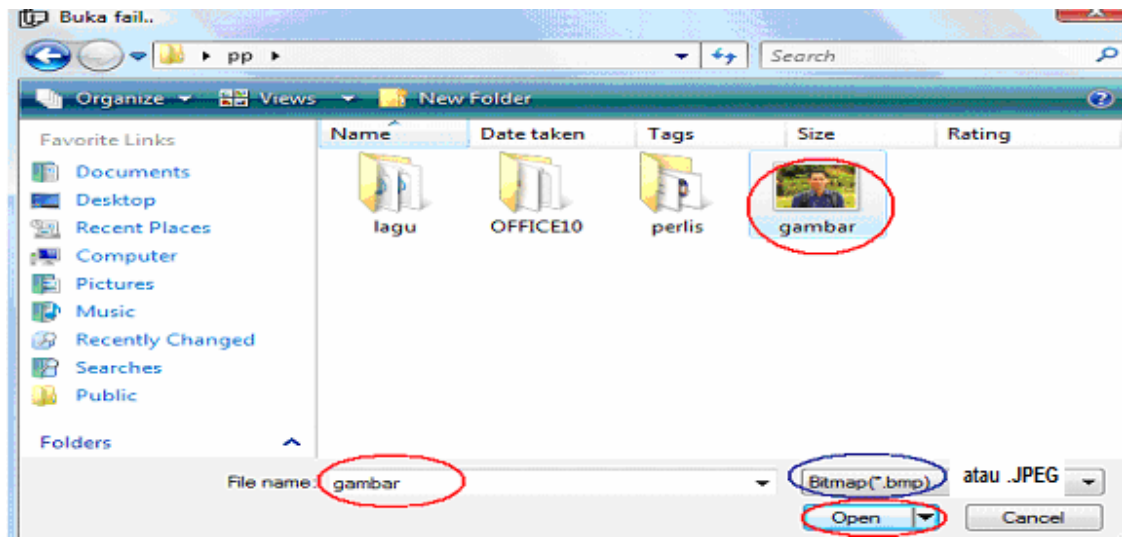 Buka fail..
pp
Search
Organize Views New Folder
Favorite Links
Documents
Desktop
Recent Places
Computer
Pictures
Music
Recently Changed
Searches
Public
Folders
Name Date taken Tags Size Rating
lagu OFFICE10 perlis gambar
File name: gambar Bitmap(*.bmp) atau .JPEG
Open Cancel